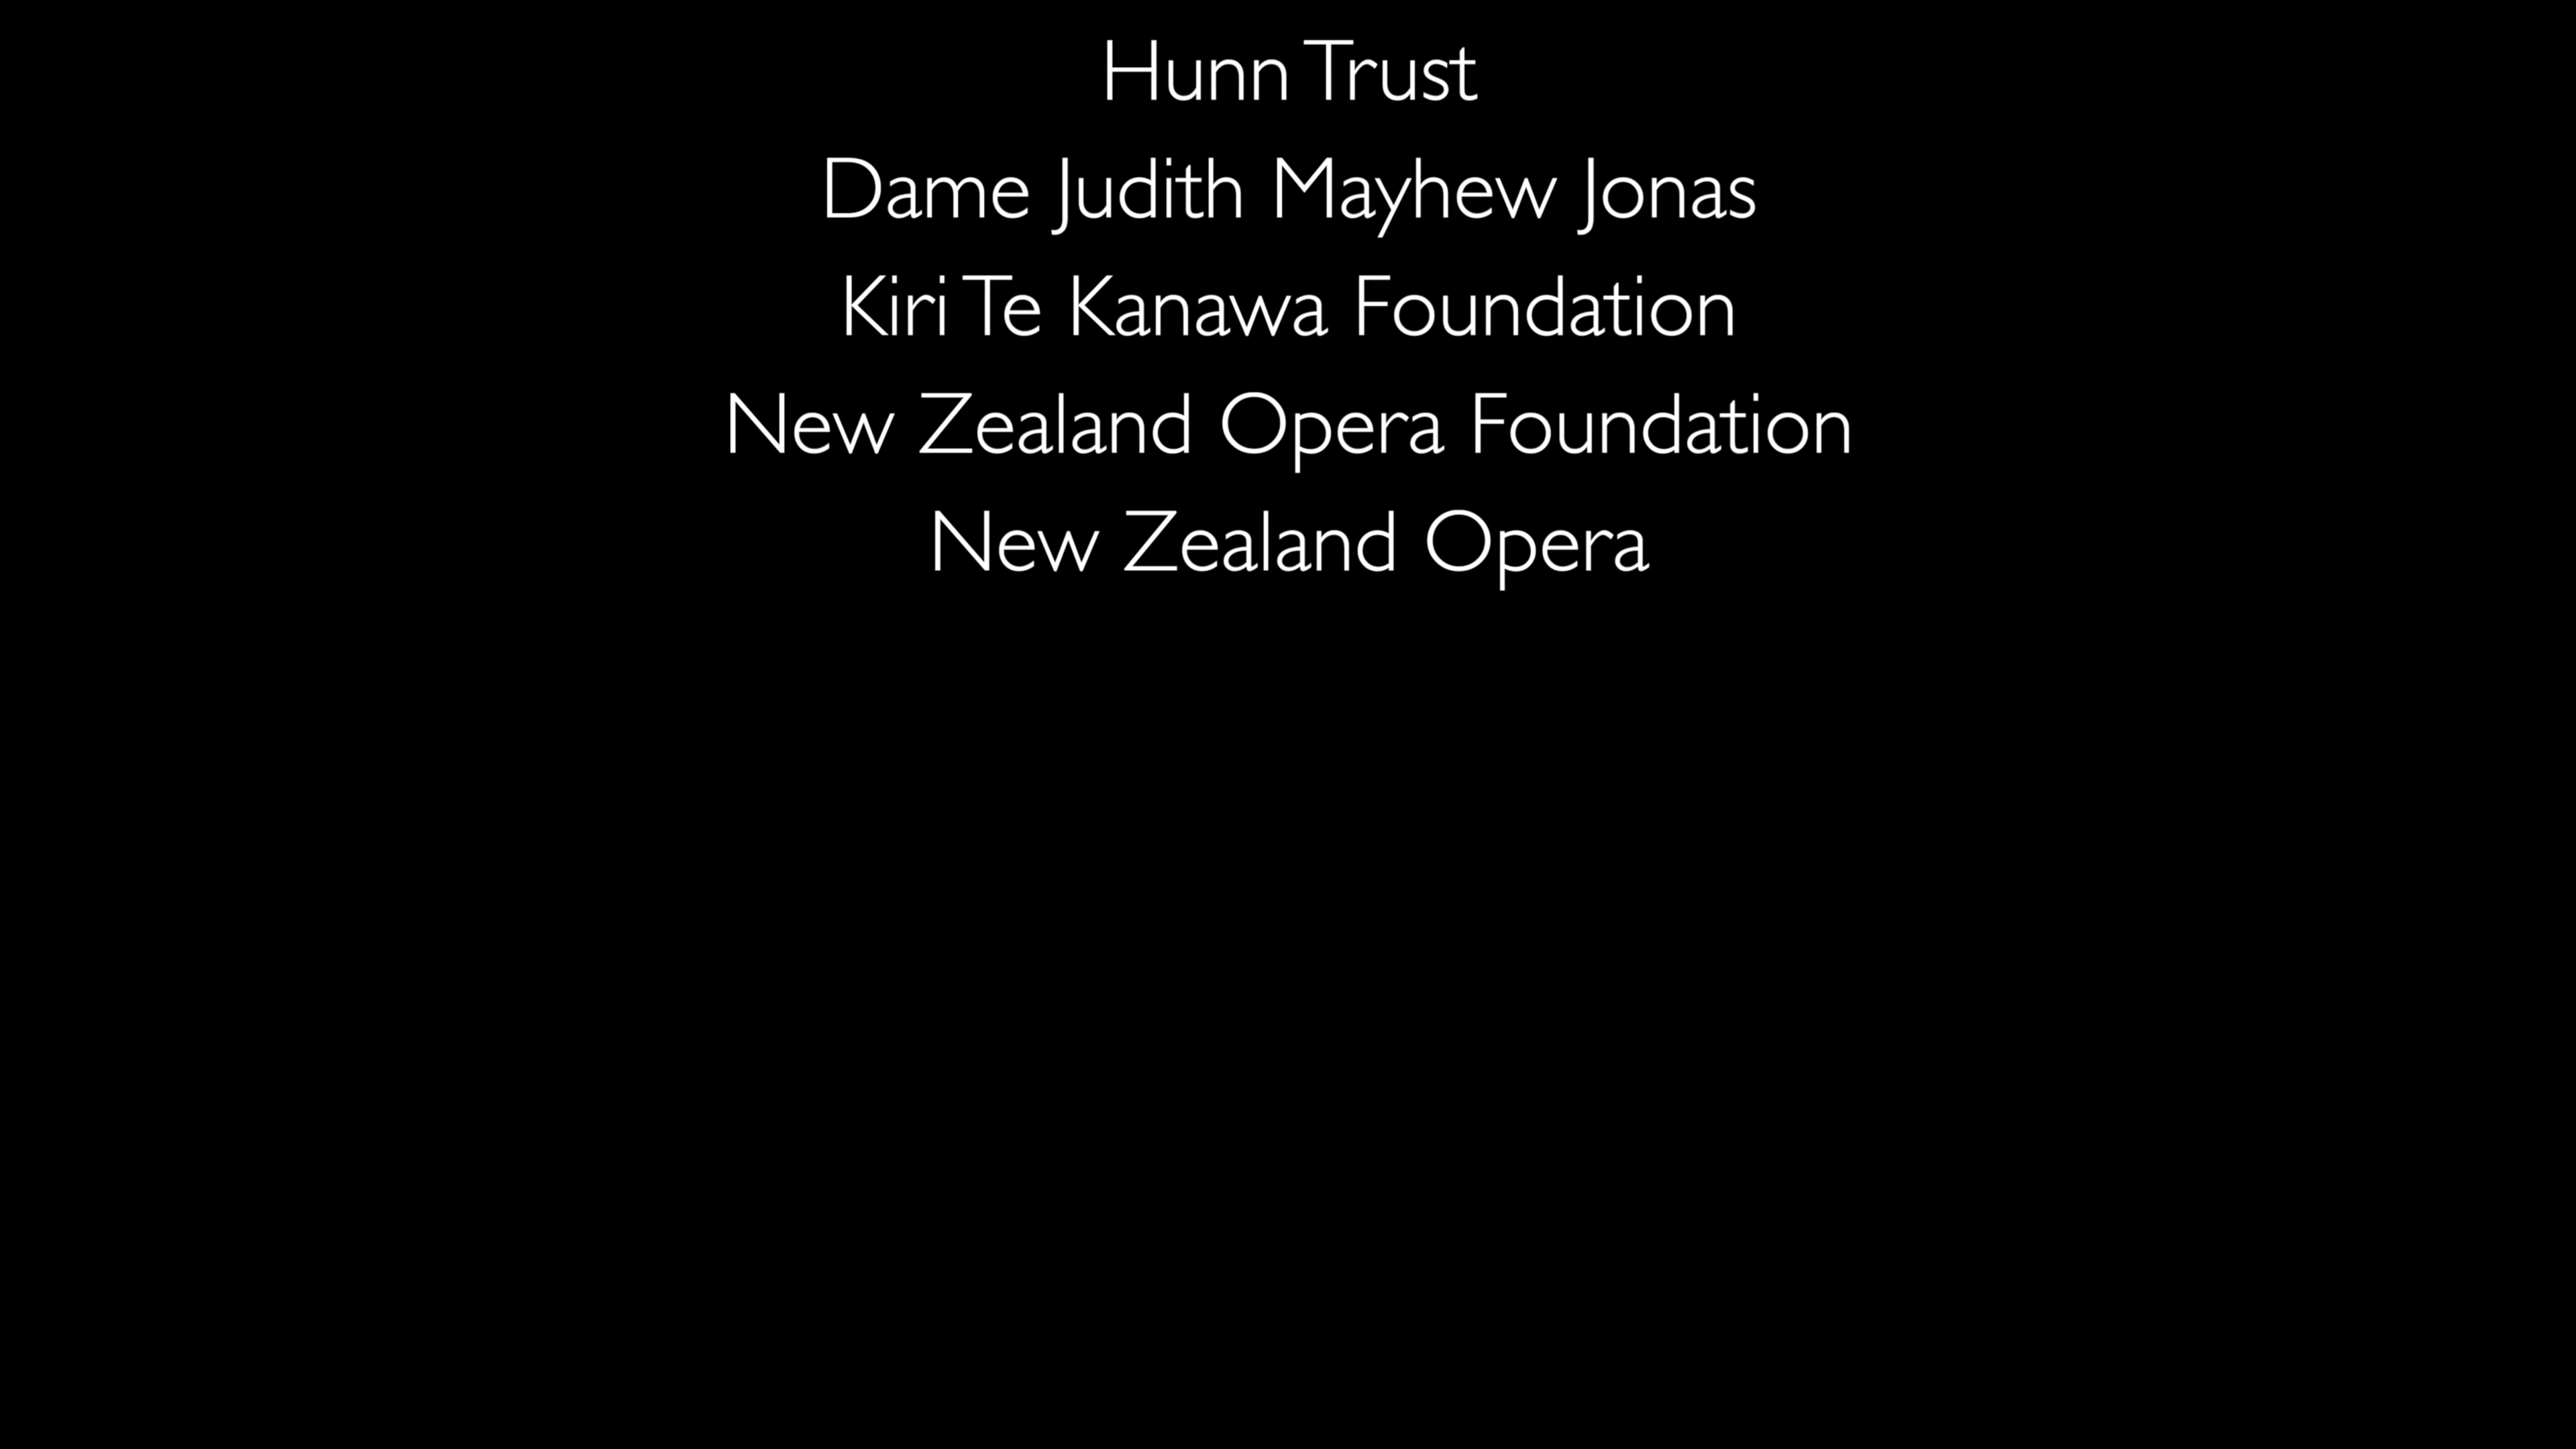 Hunn Trust
Dame Judith Mayhew Jonas
Kiri Te Kanawa Foundation
New Zealand Opera Foundation
New Zealand Opera